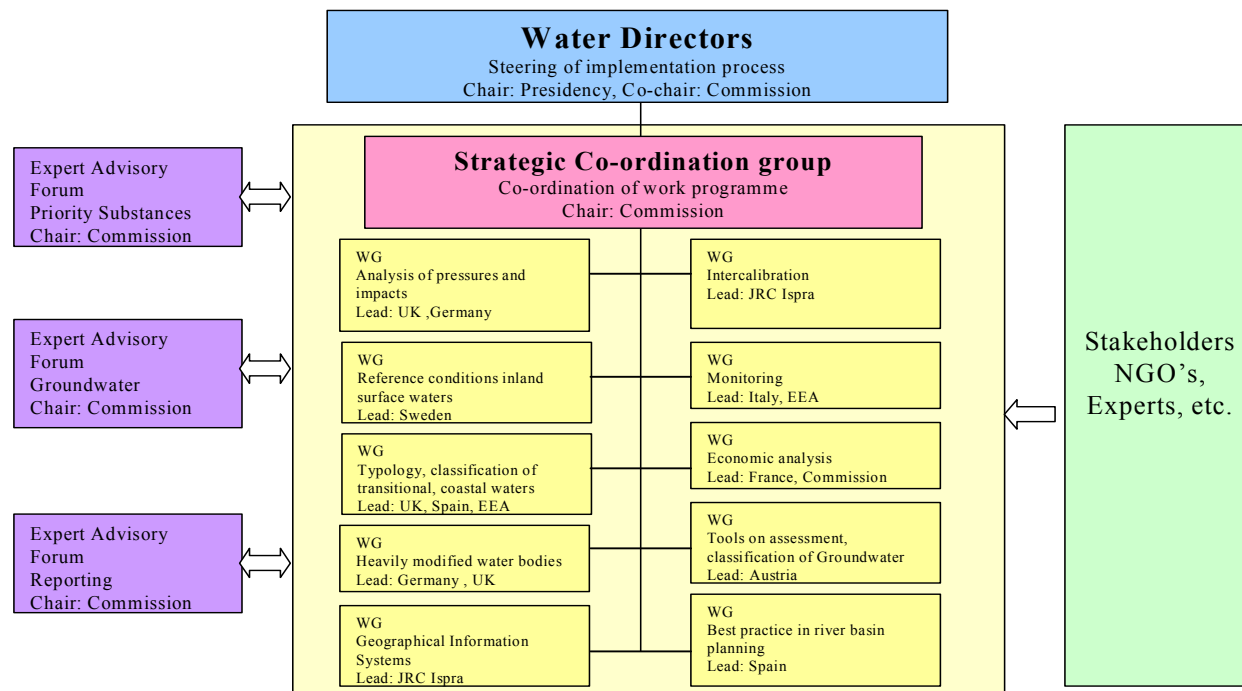 Water Directors
Steering of implementation process
Chair: Presidency, Co-chair: Commission
Strategic Co-ordination group
Co-ordination of work programme
Chair: Commission
Expert Advisory
Forum
Priority Substances
Chair: Commission
Expert Advisory
Forum
Groundwater
Chair: Commission
Expert Advisory
Forum
Reporting
Chair: Commission
WG
Analysis of pressures and
impacts
Lead: UK ,Germany
WG
Reference conditions inland
surface waters
Lead: Sweden
WG
Typology, classification of
transitional, coastal waters
Lead: UK, Spain, EEA
WG
Heavily modified water bodies
Lead: Germany , UK
WG
Geographical Information
Systems
Lead: JRC Ispra
WG
Intercalibration
Lead: JRC Ispra
WG
Monitoring
Lead: Italy, EEA
WG
Economic analysis
Lead: France, Commission
WG
Tools on assessment,
classification of Groundwater
Lead: Austria
WG
Best practice in river basin
planning
Lead: Spain
Stakeholders
NGO’s,
Experts, etc.